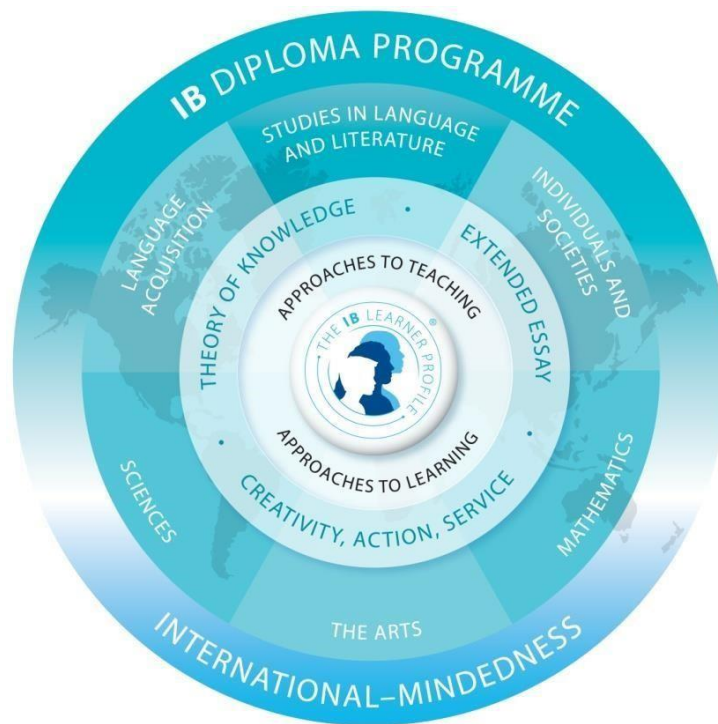 IB DIPLOMA PROGRAMME
STUDIES IN LANGUAGE
AND LITERATURE
LANGUAGE
ACQUISITION
INDIVIDUALS AND
SOCIETIES
THEORY OF KNOWLEDGE
·
EXTENDED ESSAY
·
CREATIVITY, ACTION, SERVICE
·
APPROACHES TO TEACHING
· THE IB LEARNER PROFILE ·
®
APPROACHES TO LEARNING
SCIENCES
MATHEMATICS
THE ARTS
INTERNATIONAL–MINDEDNESS